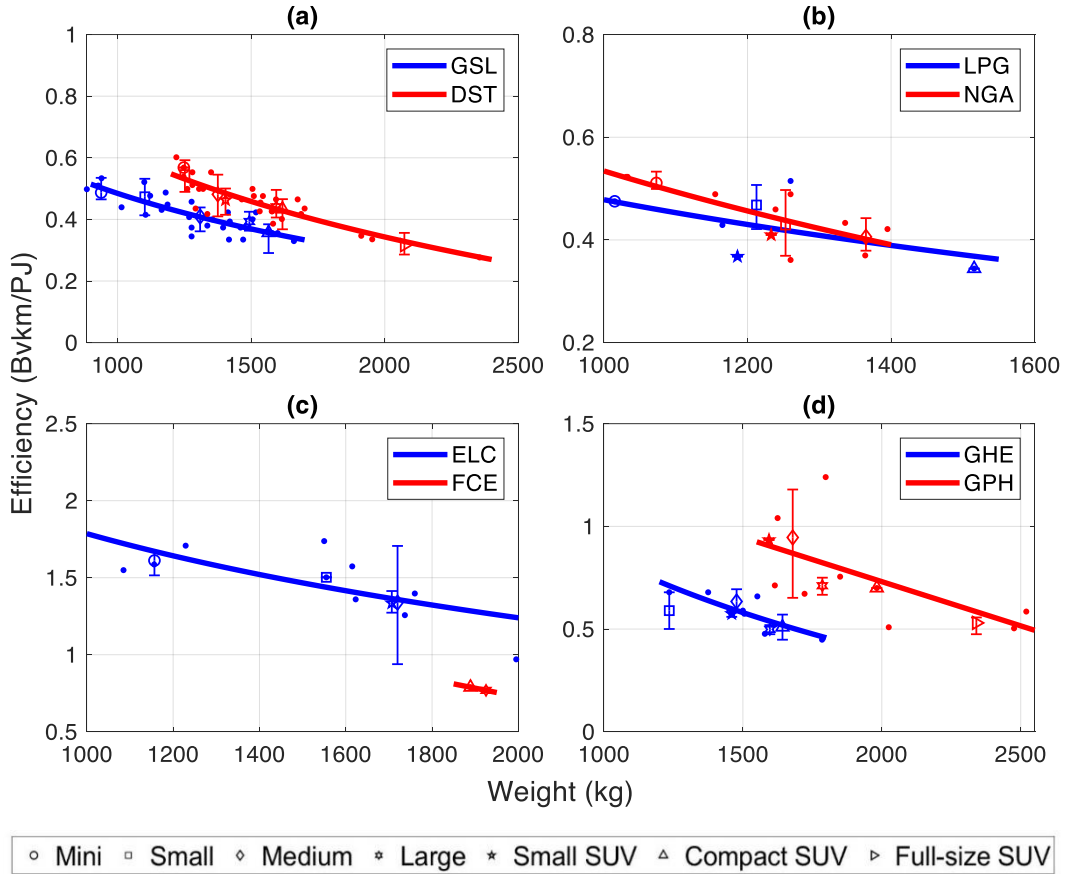 (a)
(b)
1
0.8
0.6
0.4
0.2
0
1000 1500 2000 2500
GSL
DST
0.8
0.6
0.4
0.2
1000 1200 1400 1600
LPG
NGA
Efficiency (Bvkm/PJ)
(c)
(d)
2.5
2
1.5
1
0.5
1000 1200 1400 1600 1800 2000
ELC
FCE
1.5
1
0.5
0
1000 1500 2000 2500
GHE
GPH
Weight (kg)
Mini Small Medium Large Small SUV Compact SUV Full-size SUV